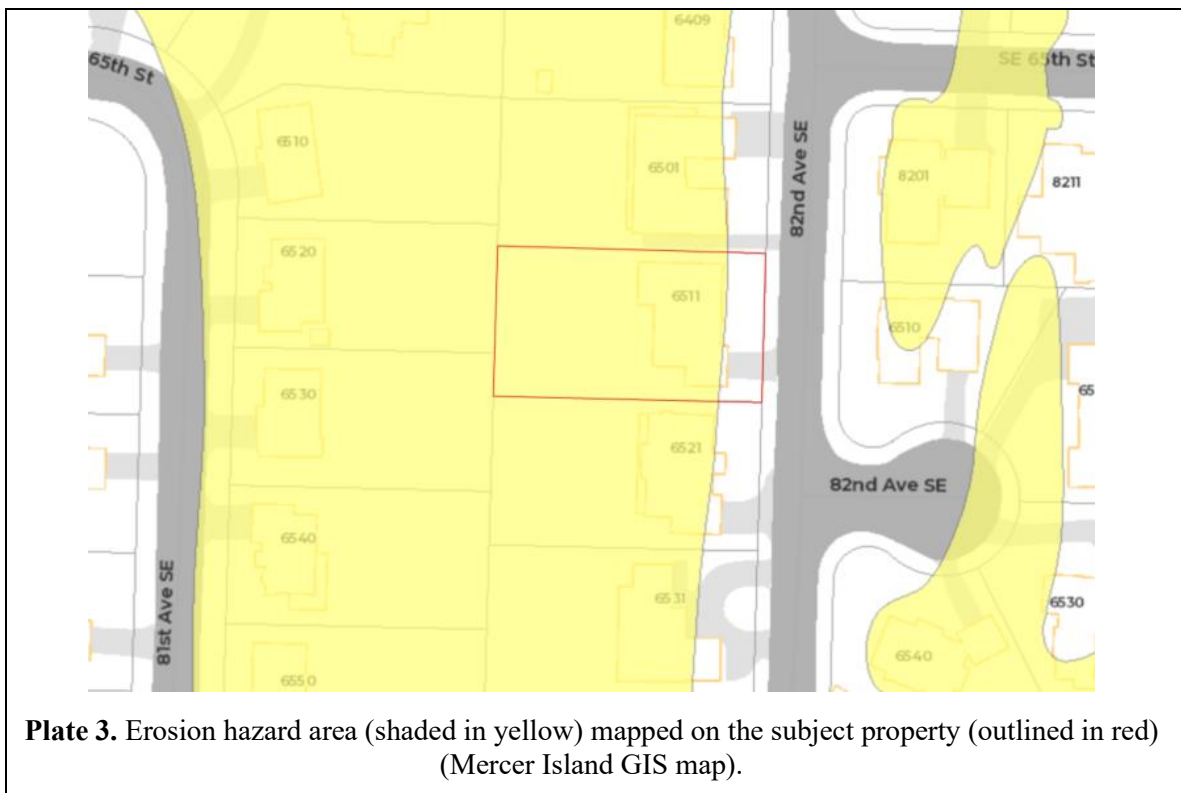 6409
65th St
SE 65th St
6510
6501
82nd Ave SE
8201
8211
6520
6511
6510
6530
65
6521
82nd Ave SE
6540
6531
81st Ave SE
6530
6540
6550
Plate 3. Erosion hazard area (shaded in yellow) mapped on the subject property (outlined in red)
(Mercer Island GIS map).